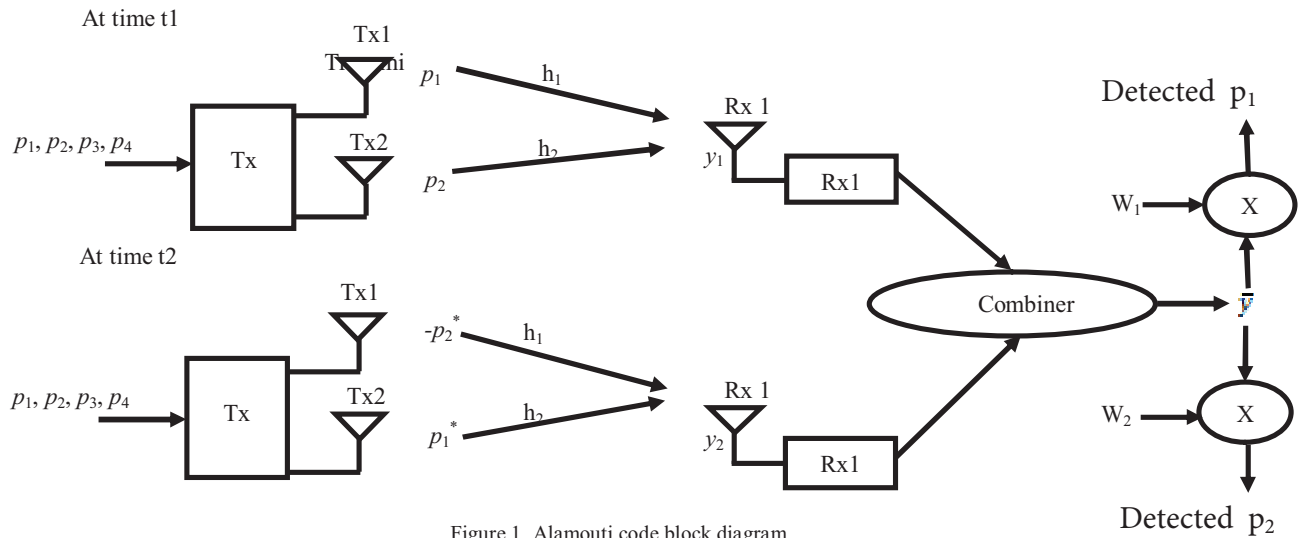 At time t1
Tx1
p₁
h₁
Rx 1
Detected p₁
p₁, p₂, p₃, p₄
Tx
Tx2
p₂
h₂
y₁
Rx1
W₁
X
At time t2
Combiner
ȳ
Tx1
-p₂*
h₁
p₁, p₂, p₃, p₄
Tx
Tx2
p₁*
h₂
Rx 1
y₂
Rx1
W₂
X
Detected p₂
Figure 1. Alamouti code block diagram